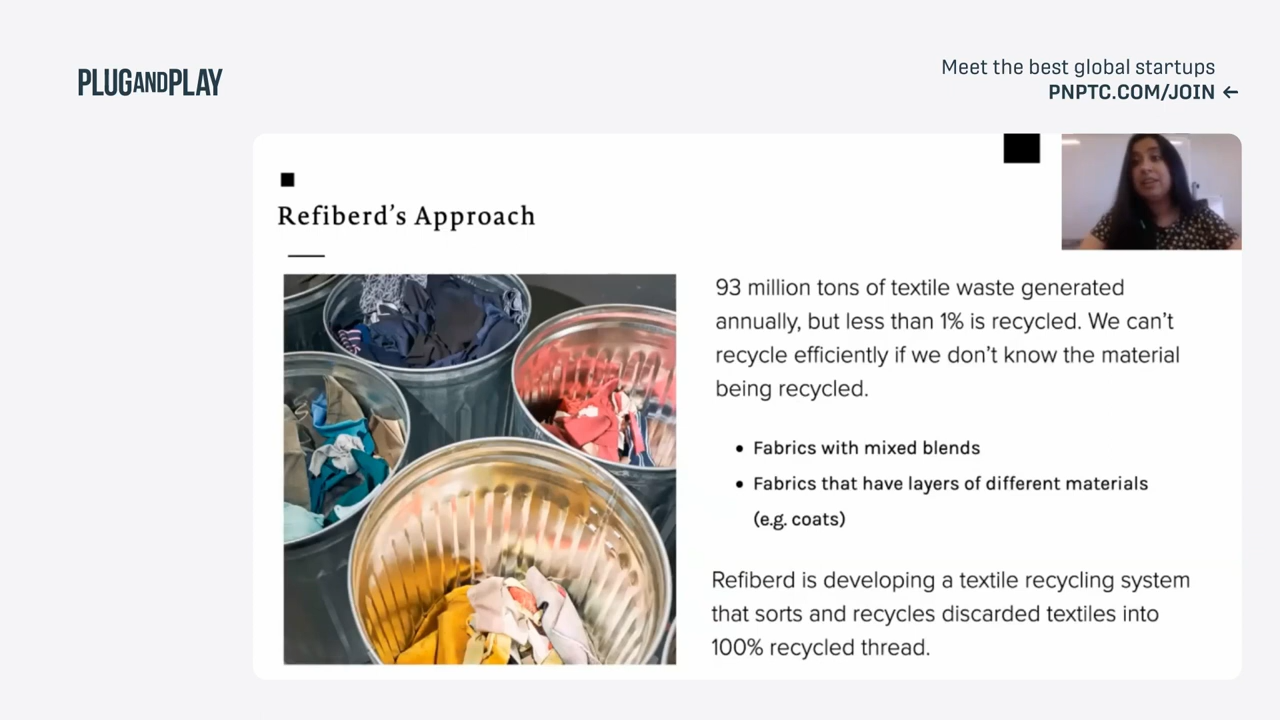 PLUGANDPLAY
Meet the best global startups
PNPTC.COM/JOIN ←
Refiberd’s Approach
93 million tons of textile waste generated
annually, but less than 1% is recycled. We can’t
recycle efficiently if we don’t know the material
being recycled.
• Fabrics with mixed blends
• Fabrics that have layers of different materials
(e.g. coats)
Refiberd is developing a textile recycling system
that sorts and recycles discarded textiles into
100% recycled thread.